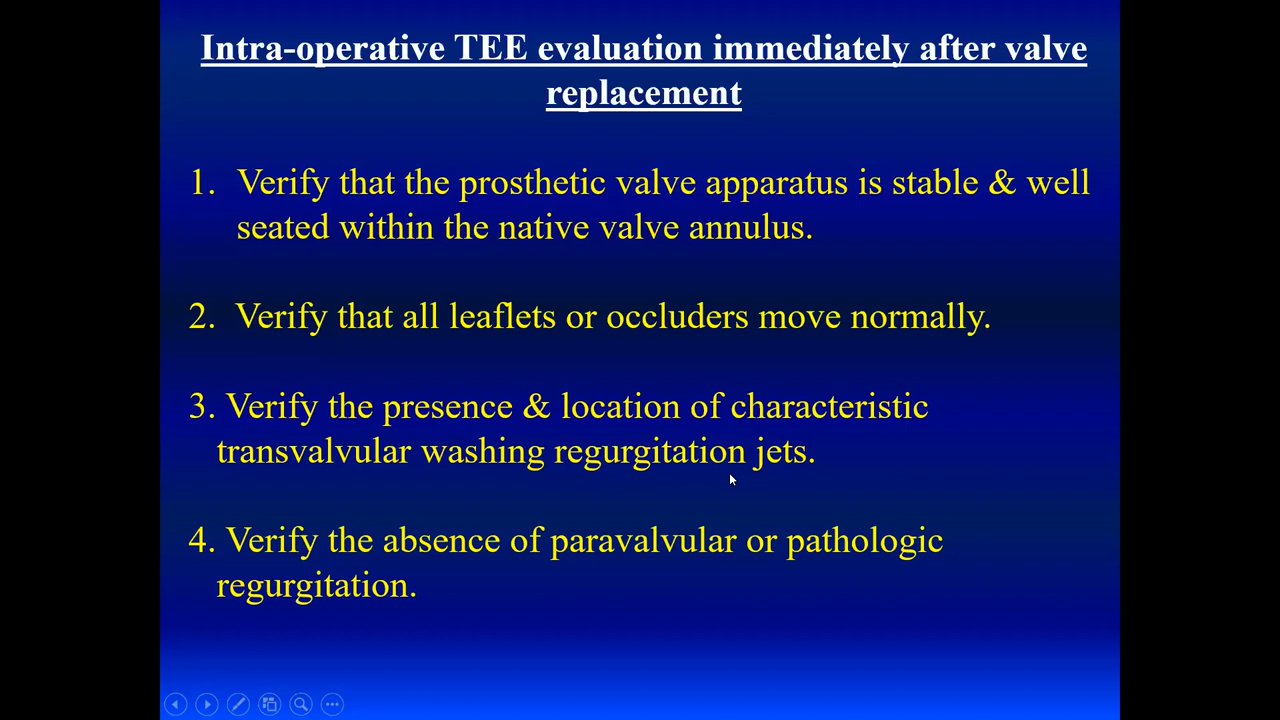 Intra-operative TEE evaluation immediately after valve
replacement
1. Verify that the prosthetic valve apparatus is stable & well
seated within the native valve annulus.
2. Verify that all leaflets or occluders move normally.
3. Verify the presence & location of characteristic
transvalvular washing regurgitation jets.
4. Verify the absence of paravalvular or pathologic
regurgitation.